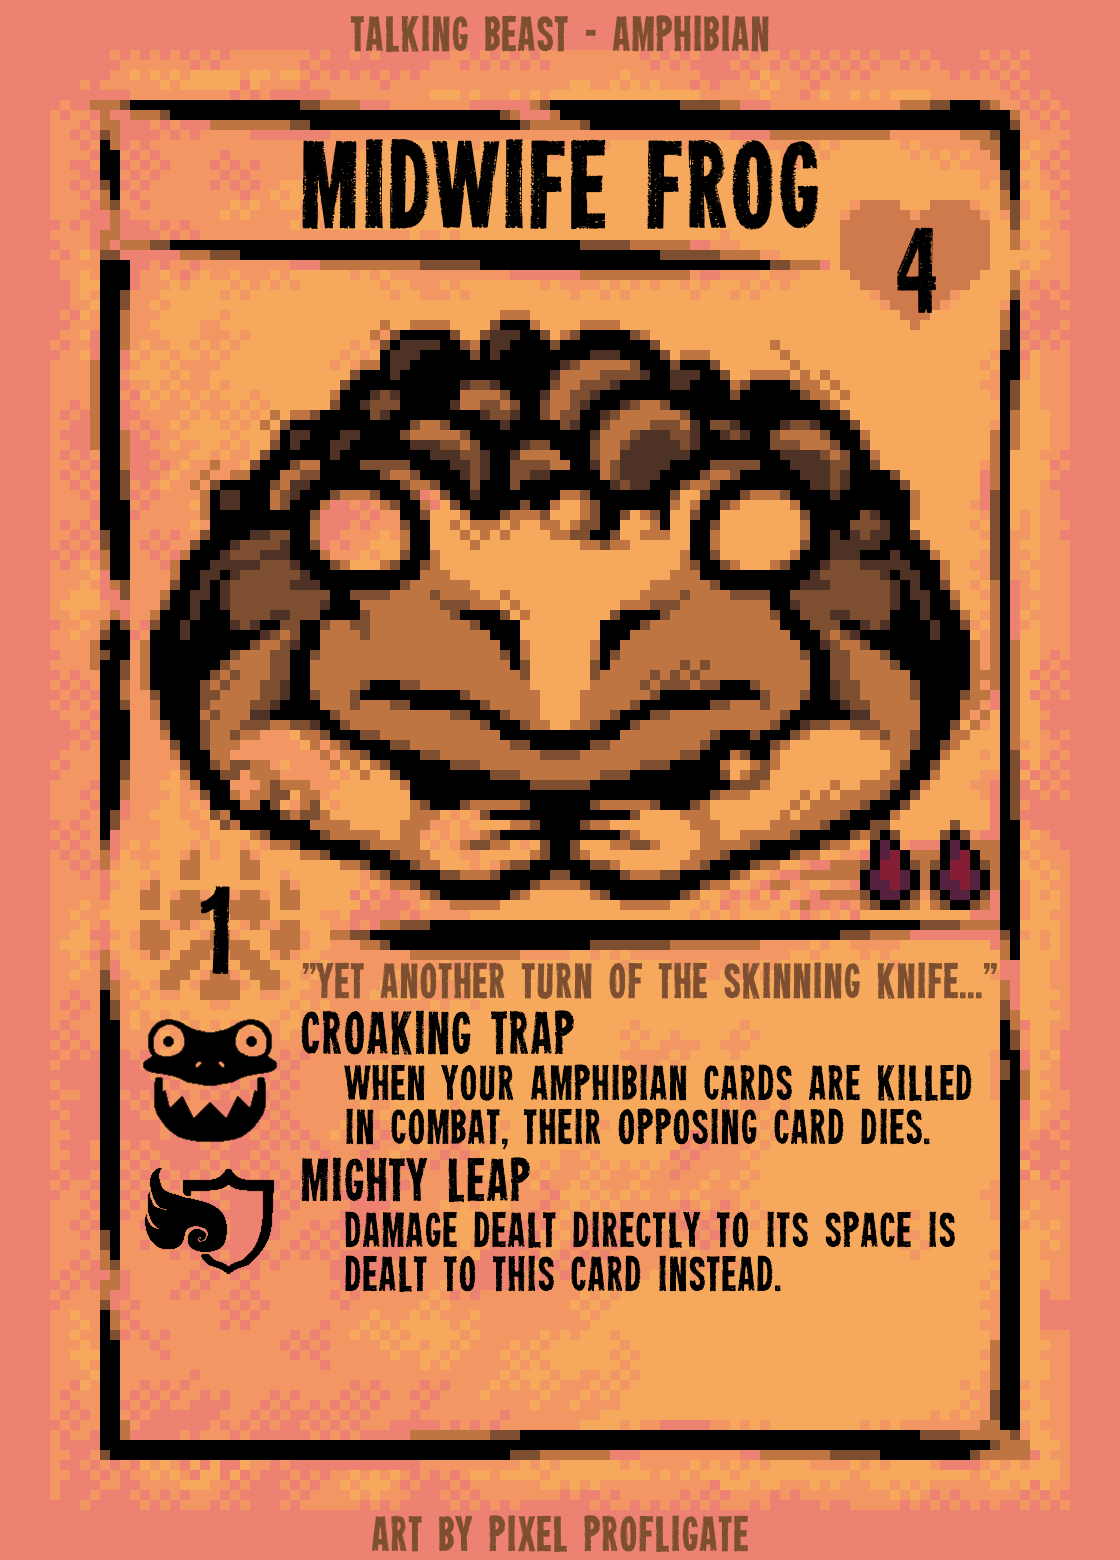 TALKING BEAST - AMPHIBIAN
MIDWIFE FROG
4
1
"YET ANOTHER TURN OF THE SKINNING KNIFE..."
CROAKING TRAP
WHEN YOUR AMPHIBIAN CARDS ARE KILLED
IN COMBAT, THEIR OPPOSING CARD DIES.
MIGHTY LEAP
DAMAGE DEALT DIRECTLY TO ITS SPACE IS
DEALT TO THIS CARD INSTEAD.
ART BY PIXEL PROFLIGATE